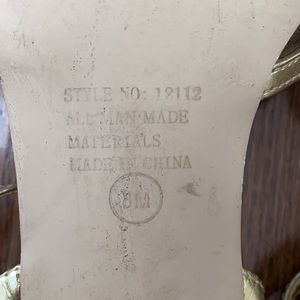 STYLE NO: 12112
ALL MAN MADE
MATERIALS
MADE IN CHINA
8M